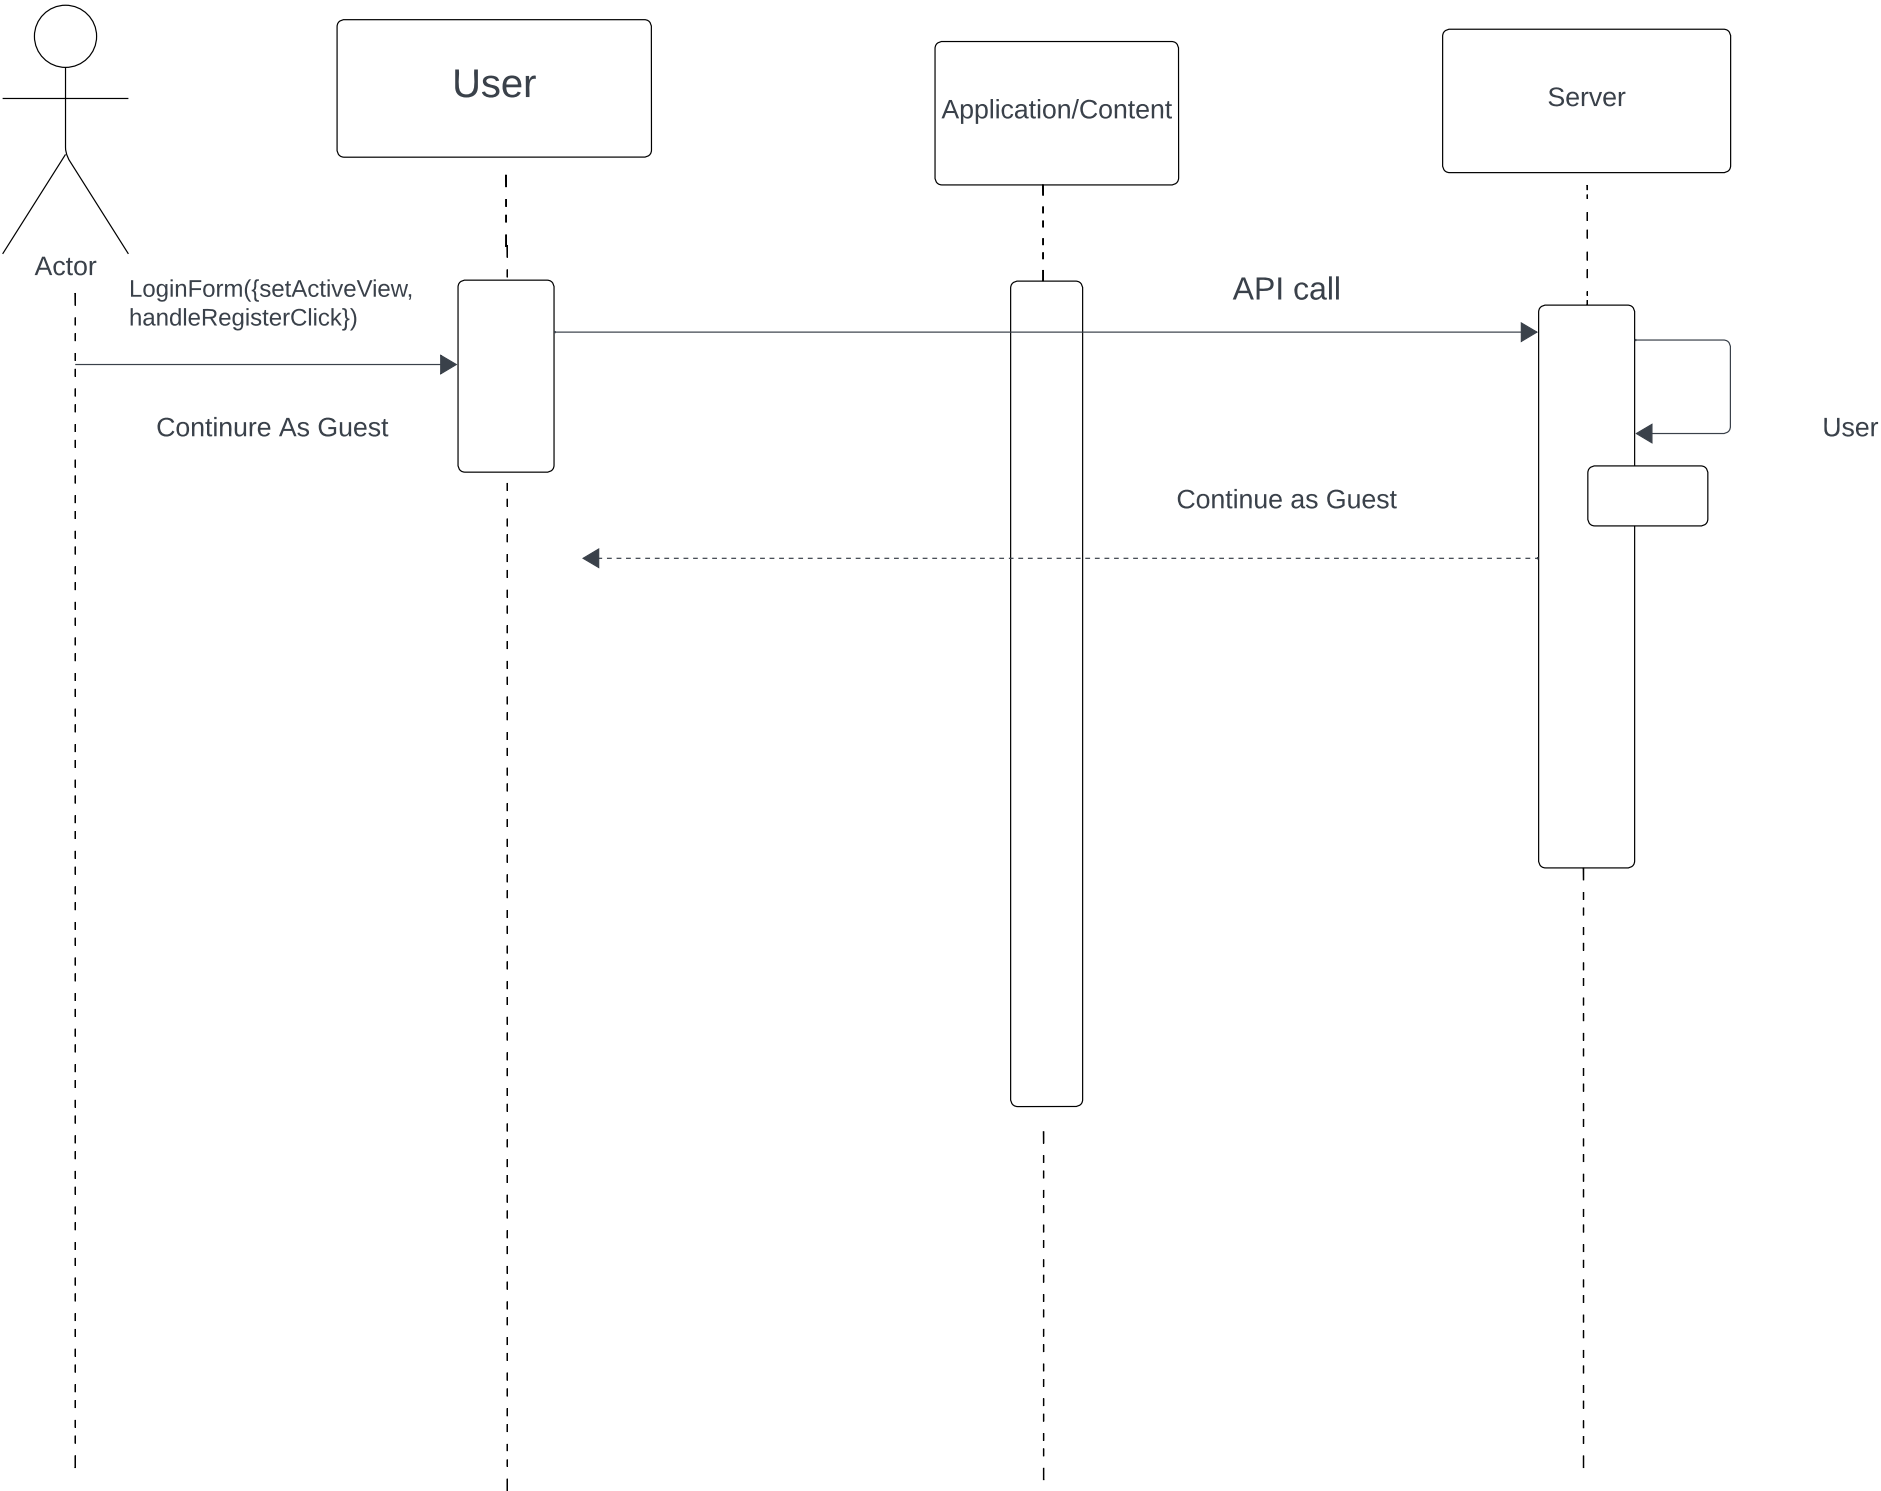 User
Application/Content
Server
Actor
LoginForm({setActiveView,
handleRegisterClick})
API call
Continure As Guest
User
Continue as Guest